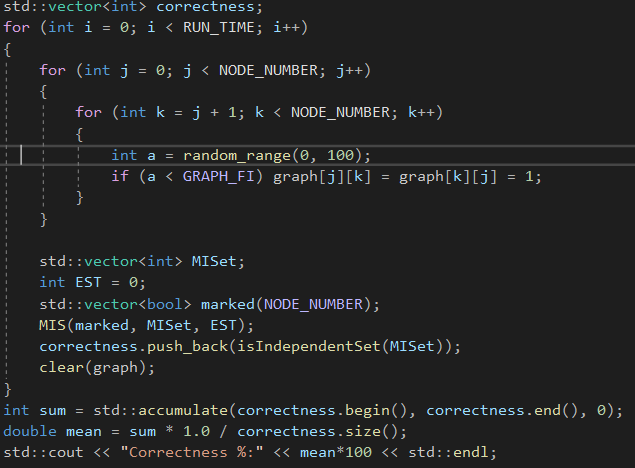 std::vector<int> correctness;
for (int i = 0; i < RUN_TIME; i++)
{
for (int j = 0; j < NODE_NUMBER; j++)
{
for (int k = j + 1; k < NODE_NUMBER; k++)
{
int a = random_range(0, 100);
if (a < GRAPH_FI) graph[j][k] = graph[k][j] = 1;
}
}
std::vector<int> MISet;
int EST = 0;
std::vector<bool> marked(NODE_NUMBER);
MIS(marked, MISet, EST);
correctness.push_back(isIndependentSet(MISet));
clear(graph);
}
int sum = std::accumulate(correctness.begin(), correctness.end(), 0);
double mean = sum * 1.0 / correctness.size();
std::cout << "Correctness %:" << mean*100 << std::endl;